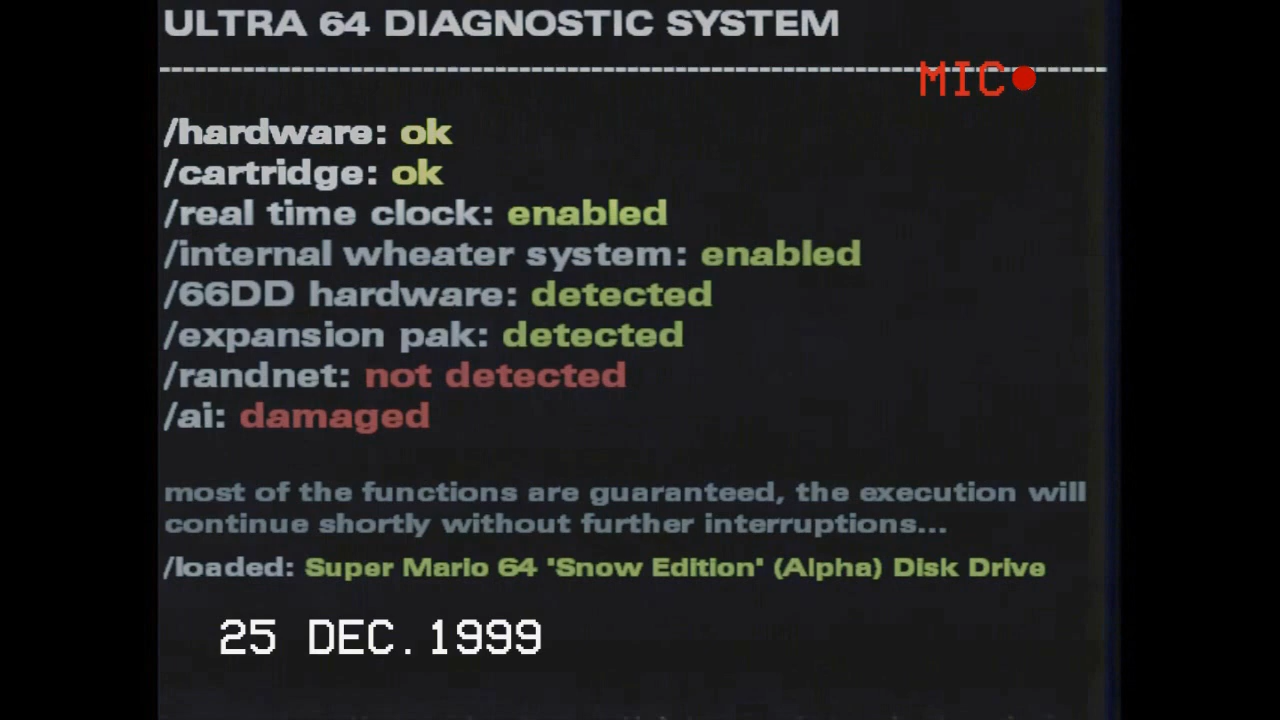 ULTRA 64 DIAGNOSTIC SYSTEM
MIC
/hardware: ok
/cartridge: ok
/real time clock: enabled
/internal wheater system: enabled
/66DD hardware: detected
/expansion pak: detected
/randnet: not detected
/ai: damaged
most of the functions are guaranteed, the execution will
continue shortly without further interruptions...
/loaded: Super Mario 64 'Snow Edition' (Alpha) Disk Drive
25 DEC.1999